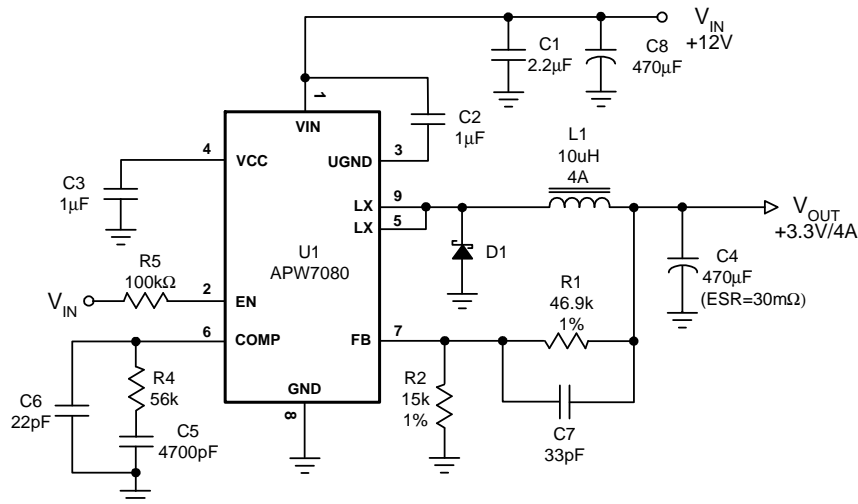 V_IN
+12V
C1
2.2µF
C8
470µF
1
VIN
C2
1µF
4
VCC
UGND
3
C3
1µF
L1
10uH
4A
LX
9
LX
5
D1
V_OUT
+3.3V/4A
C4
470µF
(ESR=30mΩ)
U1
APW7080
R5
100kΩ
V_IN
2
EN
R1
46.9k
1%
6
COMP
FB
7
R4
56k
C6
22pF
C5
4700pF
GND
8
R2
15k
1%
C7
33pF